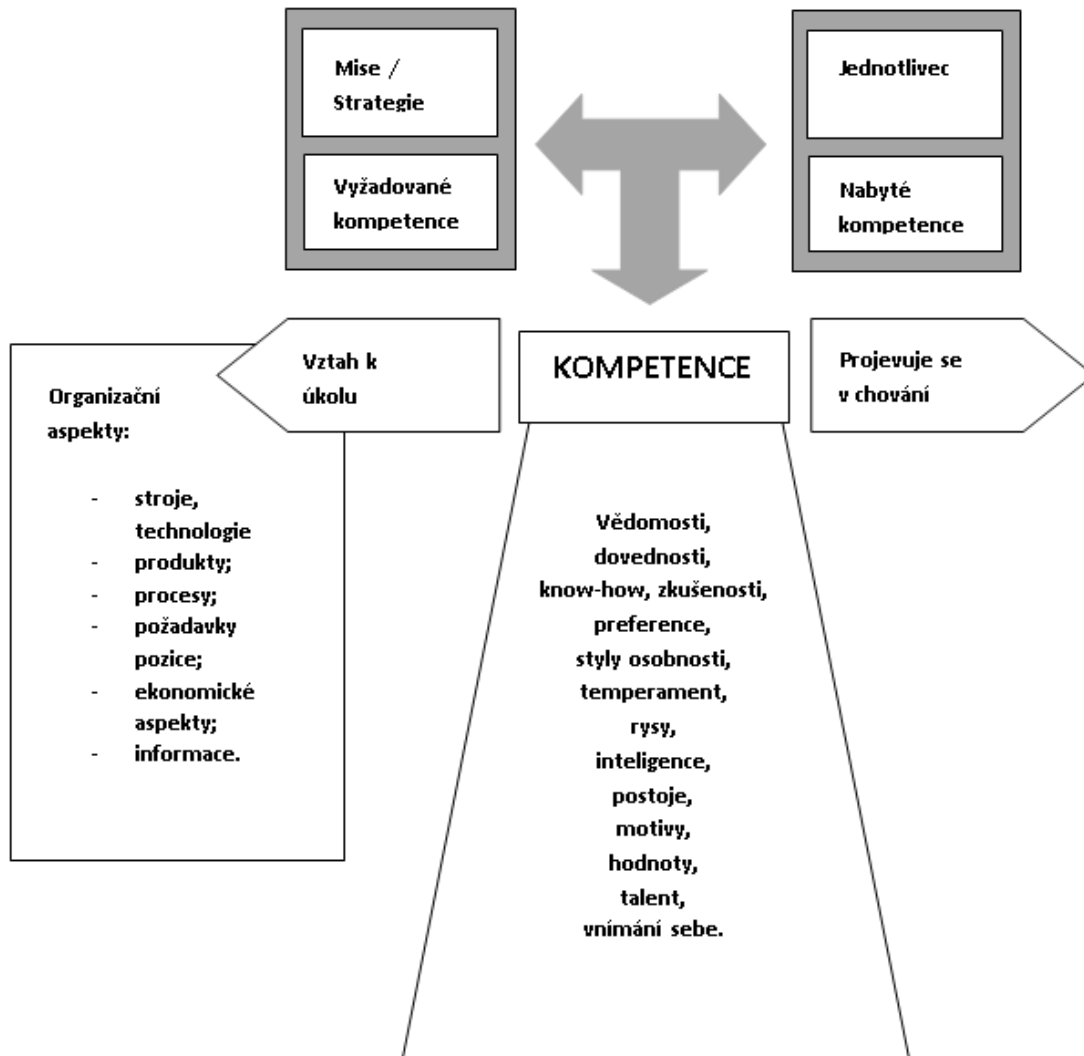 Mise /
Strategie
Vyžadované
kompetence
Jednotlivec
Nabyté
kompetence
Vztah k
úkolu
KOMPETENCE
Projevuje se
v chování
Organizační
aspekty:
- stroje,
technologie
- produkty;
- procesy;
- požadavky
pozice;
- ekonomické
aspekty;
- informace.
Vědomosti,
dovednosti,
know-how, zkušenosti,
preference,
styly osobnosti,
temperament,
rysy,
inteligence,
postoje,
motivy,
hodnoty,
talent,
vnímání sebe.